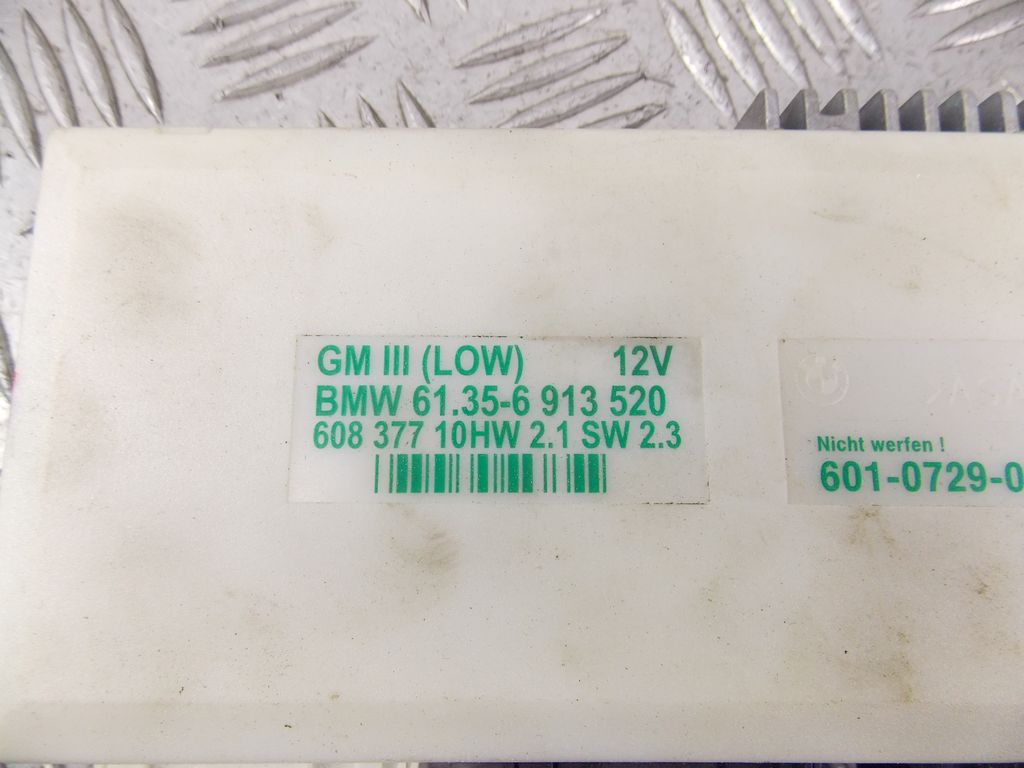 GM III (LOW) 12V
BMW 61.35-6 913 520
608 377 10HW 2.1 SW 2.3
Nicht werfen !
601-0729-0